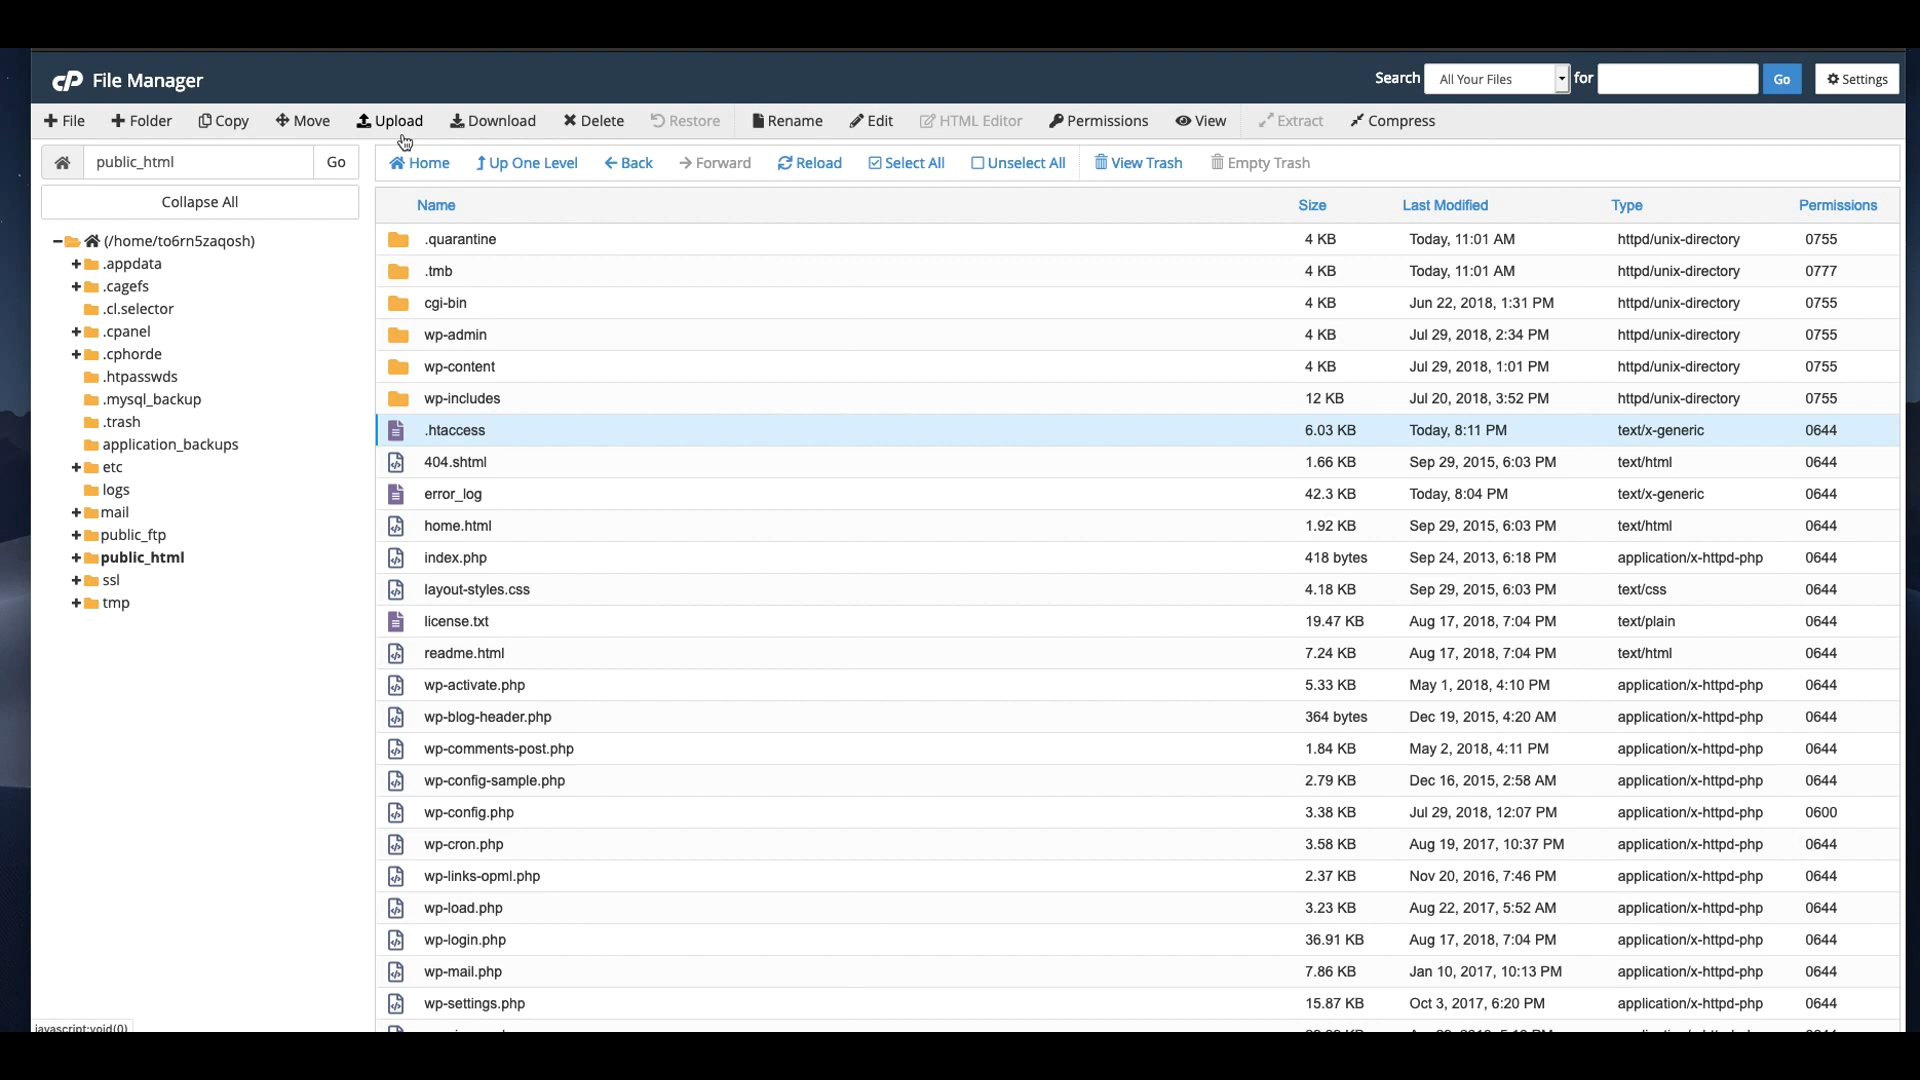 cP File Manager
Search All Your Files for Go Settings
File Folder Copy Move Upload Download Delete Restore Rename Edit HTML Editor Permissions View Extract Compress
public_html Go
Home Up One Level Back Forward Reload Select All Unselect All View Trash Empty Trash
Collapse All
(/home/to6rn5zaqosh)
.appdata
.cagefs
.cl.selector
.cpanel
.cphorde
.htpasswds
.mysql_backup
.trash
application_backups
etc
logs
mail
public_ftp
public_html
ssl
tmp
Name Size Last Modified Type Permissions
.quarantine 4 KB Today, 11:01 AM httpd/unix-directory 0755
.tmb 4 KB Today, 11:01 AM httpd/unix-directory 0777
cgi-bin 4 KB Jun 22, 2018, 1:31 PM httpd/unix-directory 0755
wp-admin 4 KB Jul 29, 2018, 2:34 PM httpd/unix-directory 0755
wp-content 4 KB Jul 29, 2018, 1:01 PM httpd/unix-directory 0755
wp-includes 12 KB Jul 20, 2018, 3:52 PM httpd/unix-directory 0755
.htaccess 6.03 KB Today, 8:11 PM text/x-generic 0644
404.shtml 1.66 KB Sep 29, 2015, 6:03 PM text/html 0644
error_log 42.3 KB Today, 8:04 PM text/x-generic 0644
home.html 1.92 KB Sep 29, 2015, 6:03 PM text/html 0644
index.php 418 bytes Sep 24, 2013, 6:18 PM application/x-httpd-php 0644
layout-styles.css 4.18 KB Sep 29, 2015, 6:03 PM text/css 0644
license.txt 19.47 KB Aug 17, 2018, 7:04 PM text/plain 0644
readme.html 7.24 KB Aug 17, 2018, 7:04 PM text/html 0644
wp-activate.php 5.33 KB May 1, 2018, 4:10 PM application/x-httpd-php 0644
wp-blog-header.php 364 bytes Dec 19, 2015, 4:20 AM application/x-httpd-php 0644
wp-comments-post.php 1.84 KB May 2, 2018, 4:11 PM application/x-httpd-php 0644
wp-config-sample.php 2.79 KB Dec 16, 2015, 2:58 AM application/x-httpd-php 0644
wp-config.php 3.38 KB Jul 29, 2018, 12:07 PM application/x-httpd-php 0600
wp-cron.php 3.58 KB Aug 19, 2017, 10:37 PM application/x-httpd-php 0644
wp-links-opml.php 2.37 KB Nov 20, 2016, 7:46 PM application/x-httpd-php 0644
wp-load.php 3.23 KB Aug 22, 2017, 5:52 AM application/x-httpd-php 0644
wp-login.php 36.91 KB Aug 17, 2018, 7:04 PM application/x-httpd-php 0644
wp-mail.php 7.86 KB Jan 10, 2017, 10:13 PM application/x-httpd-php 0644
wp-settings.php 15.87 KB Oct 3, 2017, 6:20 PM application/x-httpd-php 0644
javascript:void(0)